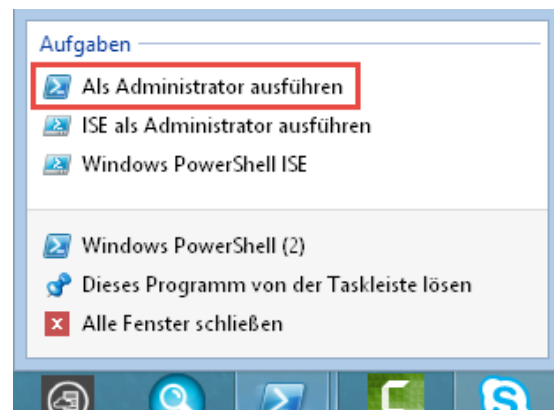 Aufgaben
Als Administrator ausführen
ISE als Administrator ausführen
Windows PowerShell ISE
Windows PowerShell (2)
Dieses Programm von der Taskleiste lösen
Alle Fenster schließen